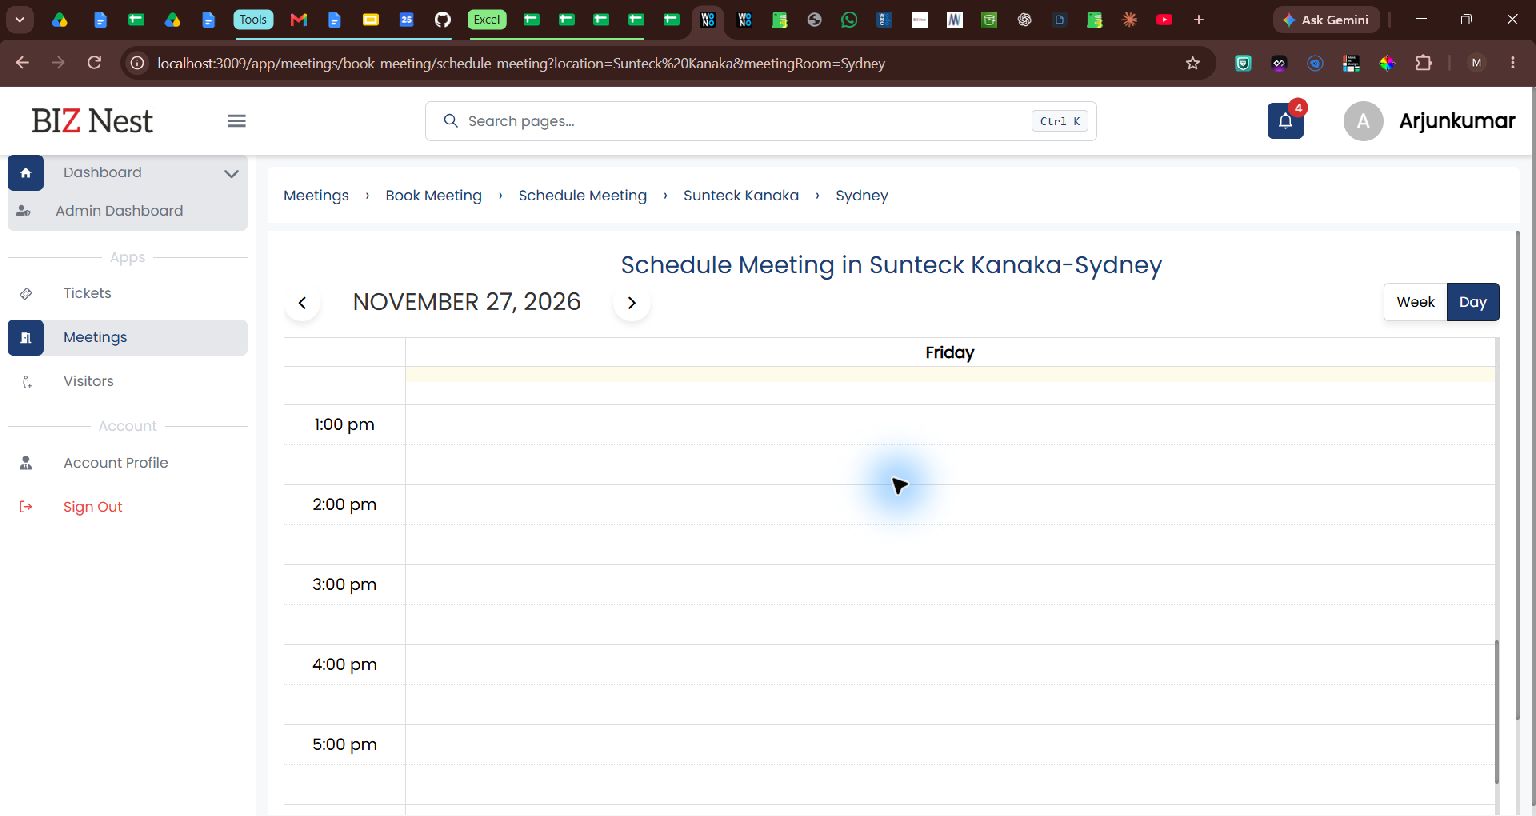 Tools
Excel
Ask Gemini
localhost:3009/app/meetings/book-meeting/schedule-meeting?location=Sunteck%20Kanaka&meetingRoom=Sydney
M
BIZ Nest
Search pages...
Ctrl K
4
A
Arjunkumar
Dashboard
Admin Dashboard
Apps
Tickets
Meetings
Visitors
Account
Account Profile
Sign Out
Meetings › Book Meeting › Schedule Meeting › Sunteck Kanaka › Sydney
Schedule Meeting in Sunteck Kanaka-Sydney
NOVEMBER 27, 2026
Week
Day
Friday
1:00 pm
2:00 pm
3:00 pm
4:00 pm
5:00 pm